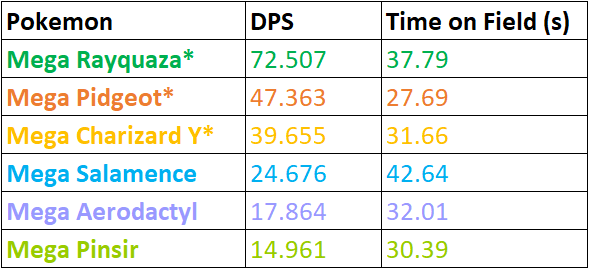 Pokemon DPS Time on Field (s)
Mega Rayquaza* 72.507 37.79
Mega Pidgeot* 47.363 27.69
Mega Charizard Y* 39.655 31.66
Mega Salamence 24.676 42.64
Mega Aerodactyl 17.864 32.01
Mega Pinsir 14.961 30.39